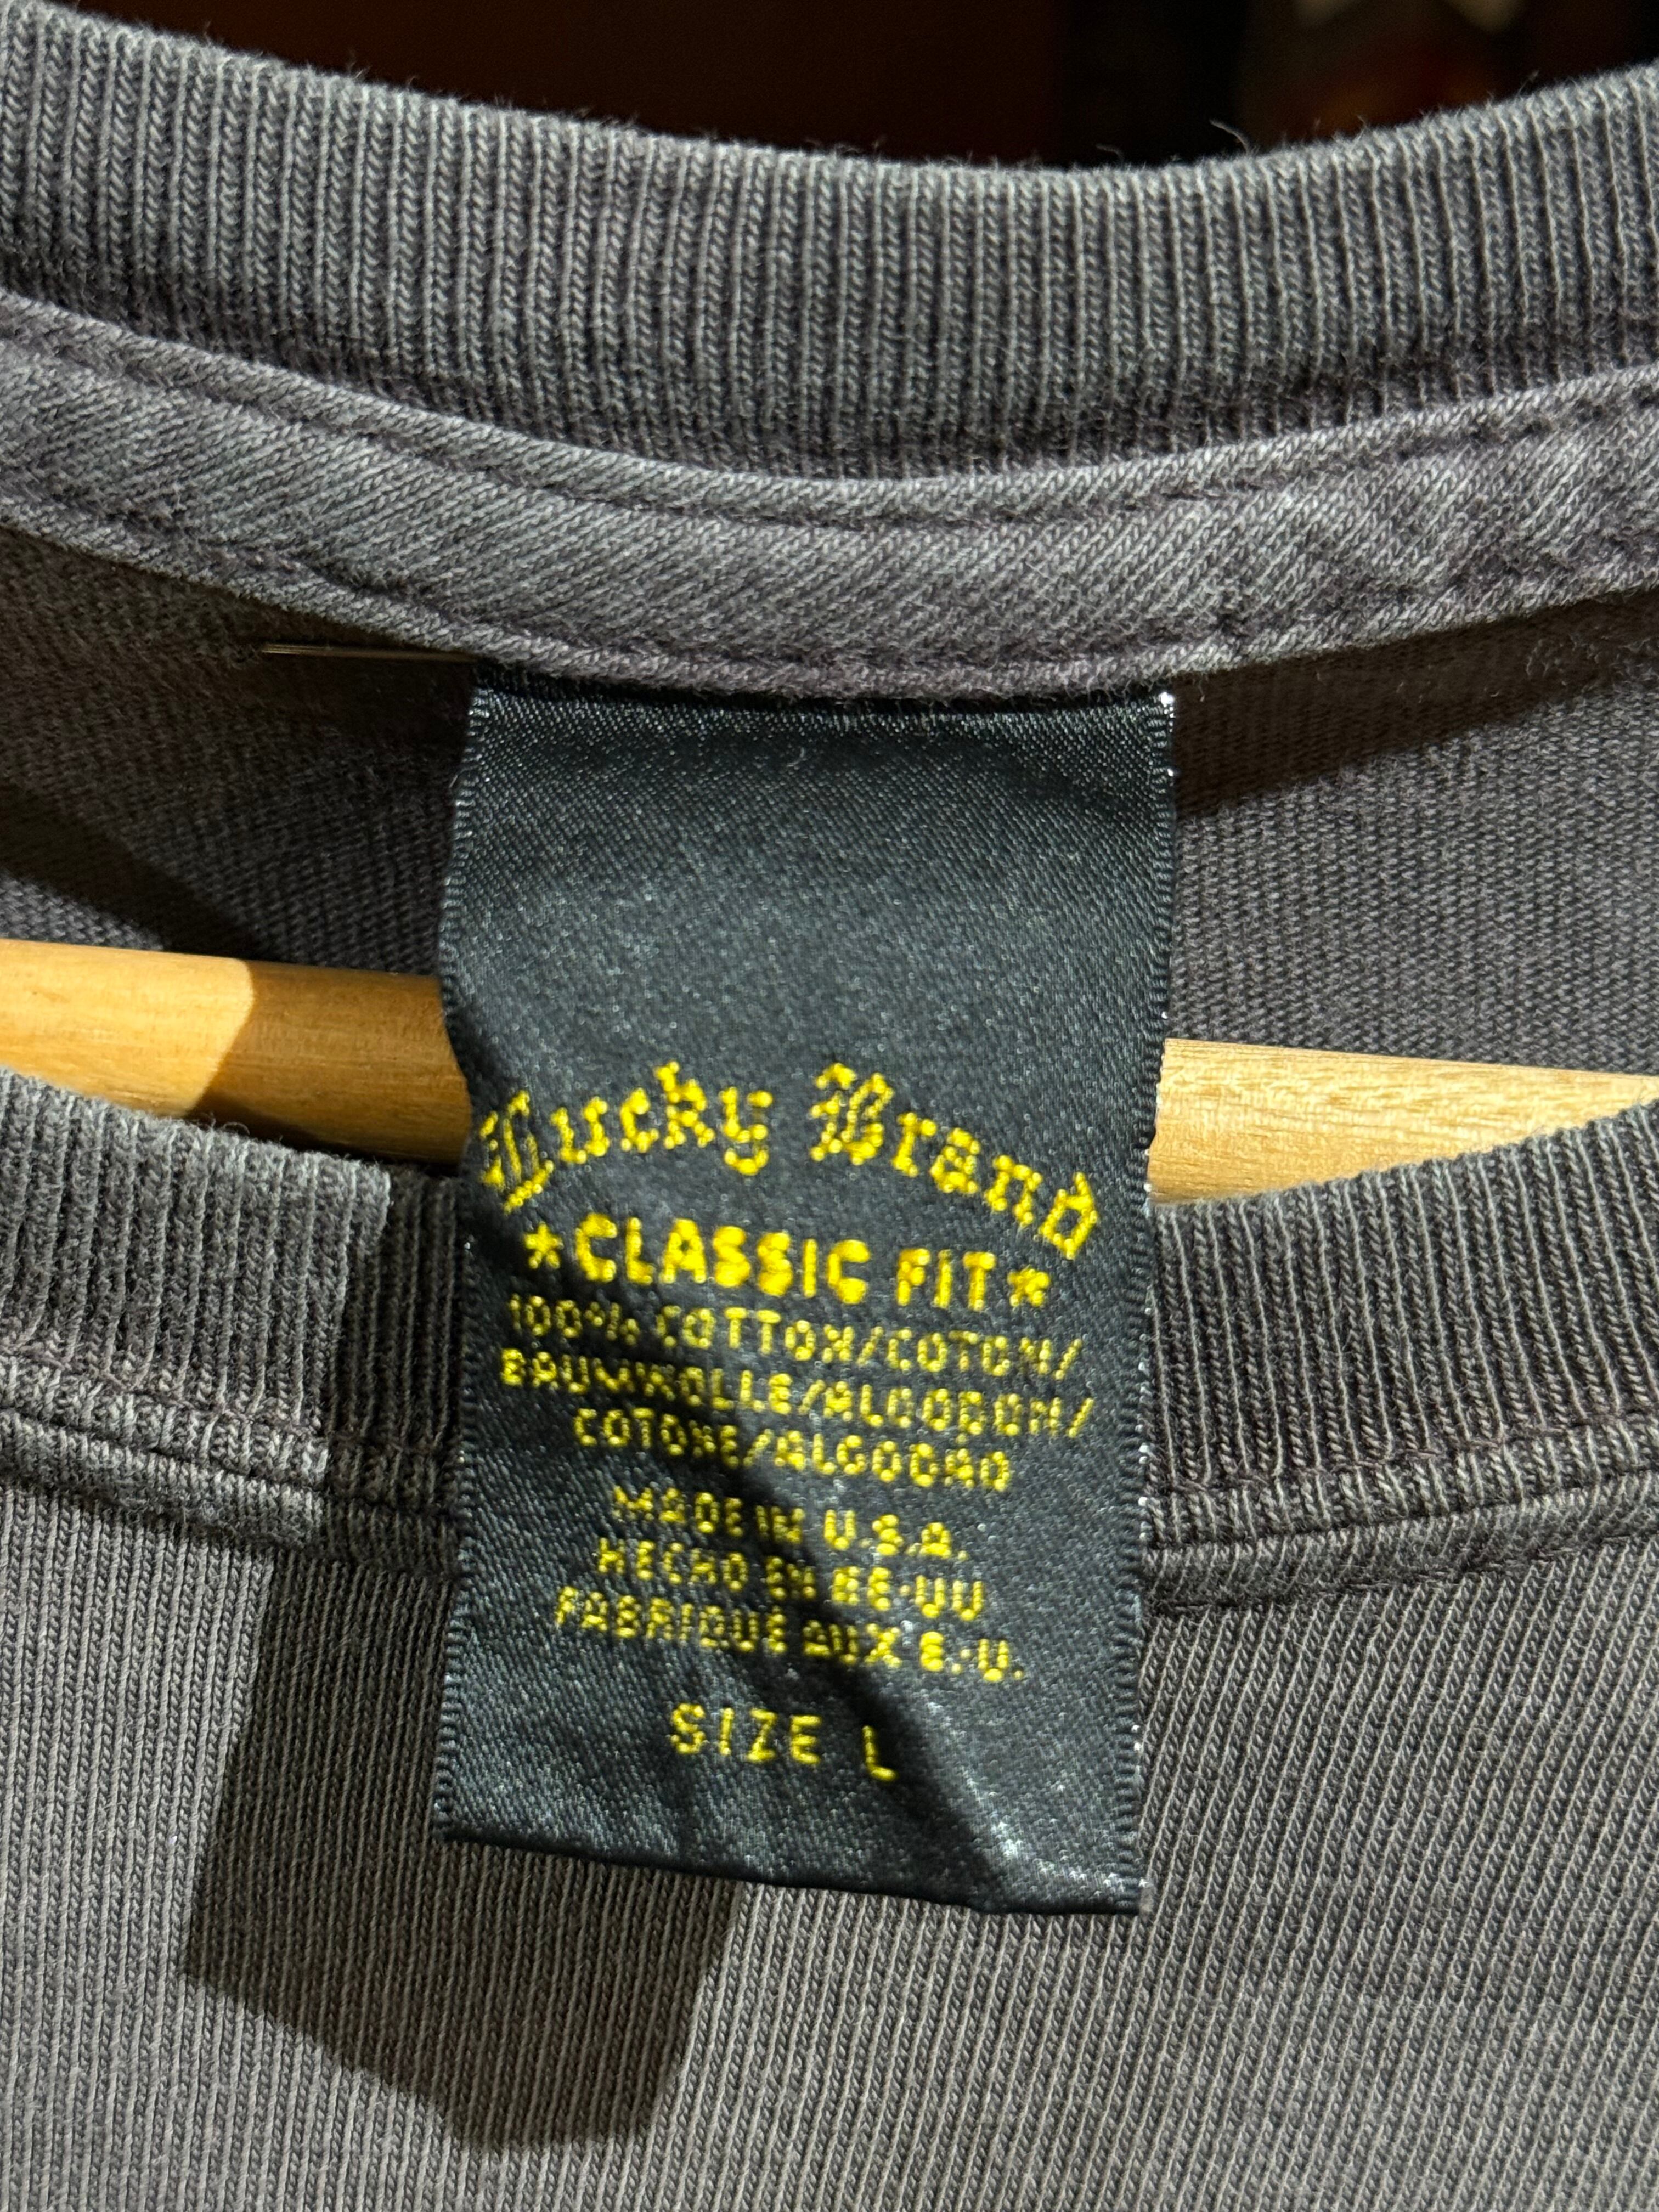 Lucky Brand
*CLASSIC FIT*
100% COTTON/COTON/
BAUMWOLLE/ALGODON/
COTONE/ALGODAO
MADE IN U.S.A.
HECHO EN EE-UU
FABRIQUE AUX E.-U.
SIZE L